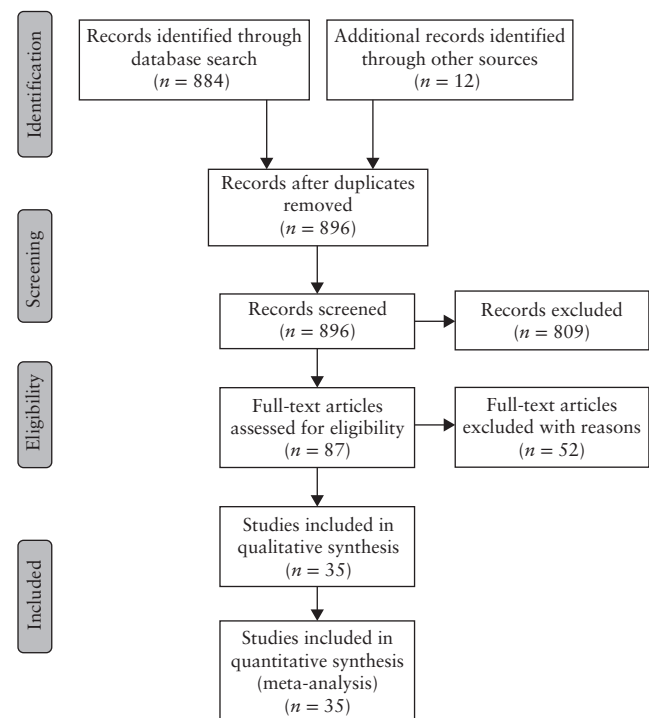 Identification
Records identified through
database search
(n = 884)
Additional records identified
through other sources
(n = 12)
Records after duplicates
removed
(n = 896)
Screening
Records screened
(n = 896)
Records excluded
(n = 809)
Eligibility
Full-text articles
assessed for eligibility
(n = 87)
Full-text articles
excluded with reasons
(n = 52)
Included
Studies included in
qualitative synthesis
(n = 35)
Studies included in
quantitative synthesis
(meta-analysis)
(n = 35)